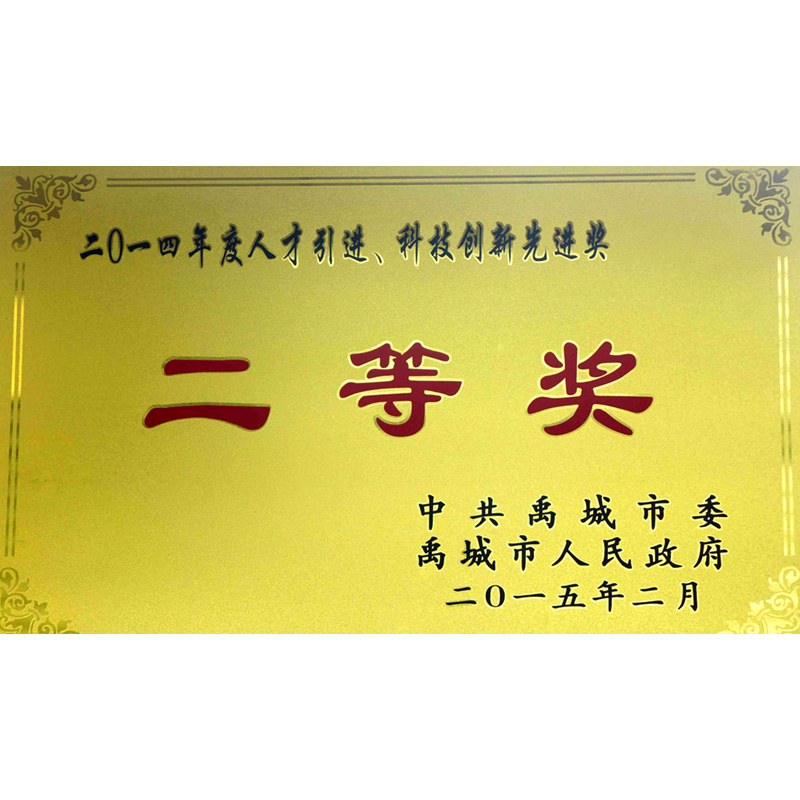 二〇一四年度人才引进、科技创新先进奖
二等奖
中共禹城市委
禹城市人民政府
二〇一五年二月